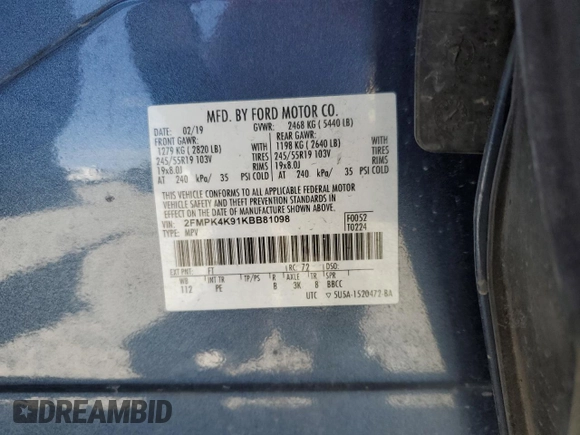 MFD. BY FORD MOTOR CO.
02/19 GVWR: 2468 KG ( 5440 LB)
FRONT GAWR: REAR GAWR:
1279 KG ( 2820 LB) WITH 1198 KG ( 2640 LB) WITH
245/55R19 103V TIRES 245/55R19 103V TIRES
19x8.0J RIMS 19x8.0J RIMS
AT 240 kPa/ 35 PSI COLD AT 240 kPa/ 35 PSI COLD
THIS VEHICLE CONFORMS TO ALL APPLICABLE FEDERAL MOTOR
VEHICLE SAFETY AND THEFT PREVENTION STANDARDS IN
EFFECT ON THE DATE OF MANUFACTURE SHOWN ABOVE.
VIN: 2FMPK4K91KBB81098 F0052
TYPE: MPV T0224
EXT PNT: FT RC: 72 DSO:
WB INT TR TP/PS R AXLE TR SPR
112 PE B 3K 8 BBCC
UTC ▽ 5U5A-1520472-BA
DREAMBID